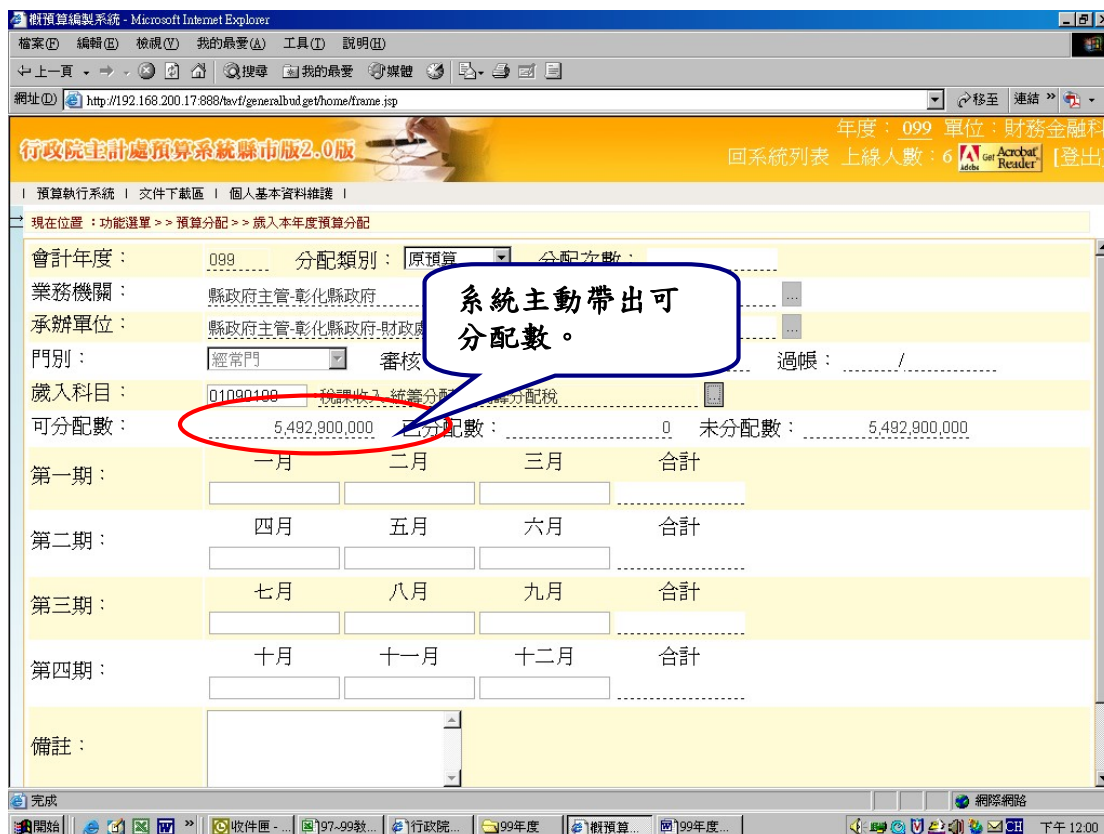 概預算編製系統 - Microsoft Internet Explorer
檔案(F) 編輯(E) 檢視(V) 我的最愛(A) 工具(T) 說明(H)
上一頁 搜尋 我的最愛 媒體
網址(D) http://192.168.200.17:888/tavf/generalbudget/home/frame.jsp 移至 連結 »
行政院主計處預算系統縣市版2.0版
年度：099 單位：財務金融科
回系統列表 上線人數：6 Adobe Get Acrobat Reader [登出]
| 預算執行系統 | 文件下載區 | 個人基本資料維護 |
現在位置 ：功能選單>>預算分配>>歲入本年度預算分配
會計年度： 099 分配類別： 原預算 分配次數：
業務機關： 縣政府主管-彰化縣政府 ...
承辦單位： 縣政府主管-彰化縣政府-財政處 ...
系統主動帶出可
分配數。
門別： 經常門 審核 過帳： /
歲入科目： 01090100 稅課收入-統籌分配 統籌分配稅 ...
可分配數： 5,492,900,000 已分配數： 0 未分配數： 5,492,900,000
第一期： 一月 二月 三月 合計
第二期： 四月 五月 六月 合計
第三期： 七月 八月 九月 合計
第四期： 十月 十一月 十二月 合計
備註：
完成 網際網路
開始 » 收件匣 - ... 97-99教... 行政院... 99年度 概預算... 99年度... CH 下午 12:00